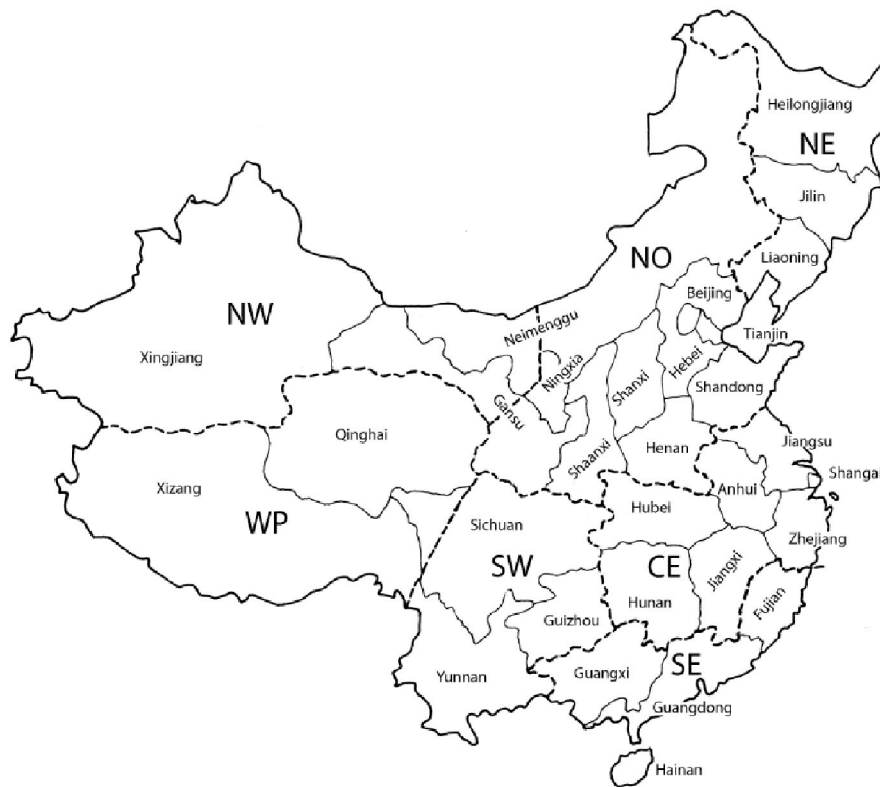 Heilongjiang
NE
Jilin
Liaoning
NO
Beijing
NW
Neimenggu
Tianjin
Xingjiang
Ningxia
Hebei
Shanxi
Shandong
Gansu
Qinghai
Henan
Jiangsu
Shaanxi
Shangai
Xizang
Anhui
Hubei
WP
Sichuan
Zhejiang
SW
CE
Jiangxi
Fujian
Guizhou
Hunan
SE
Yunnan
Guangxi
Guangdong
Hainan